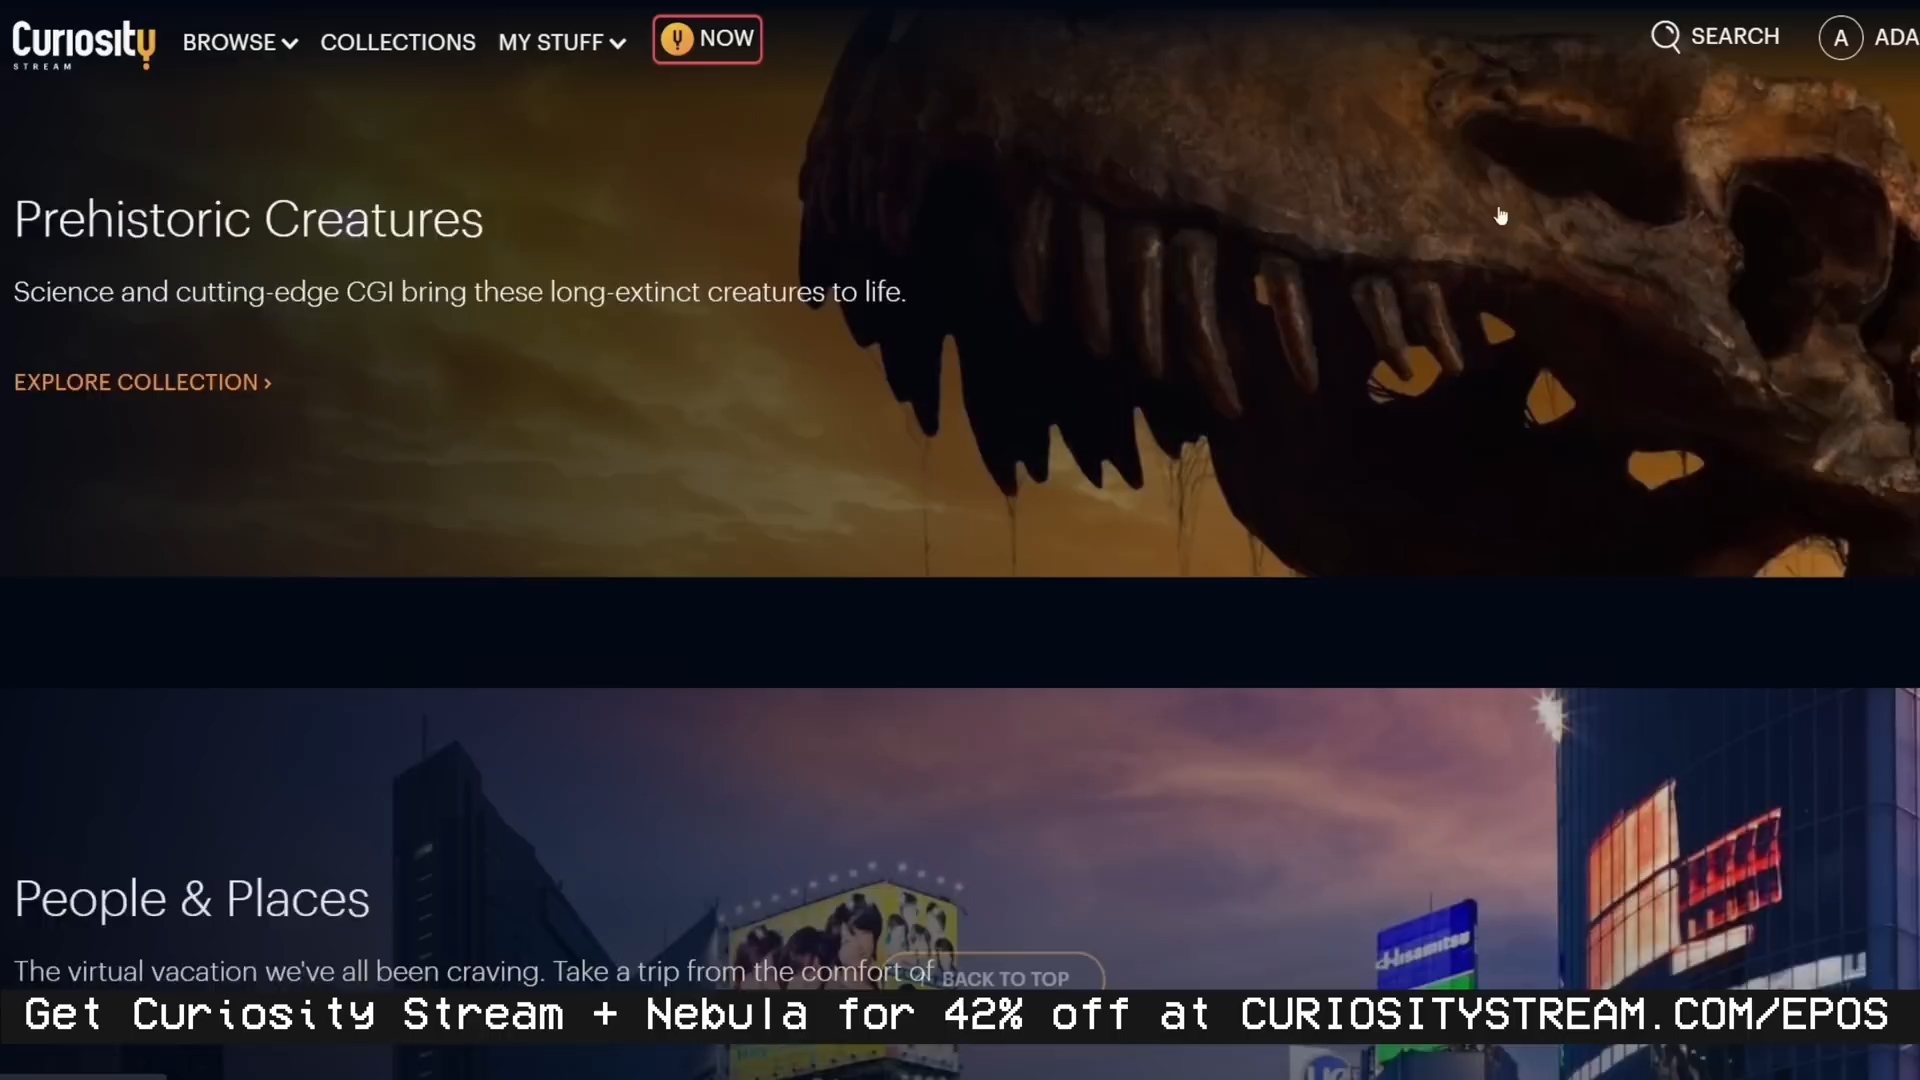 Curiosity
STREAM
BROWSE
COLLECTIONS
MY STUFF
NOW
SEARCH
A
ADA
Prehistoric Creatures
Science and cutting-edge CGI bring these long-extinct creatures to life.
EXPLORE COLLECTION ›
People & Places
The virtual vacation we've all been craving. Take a trip from the comfort of
BACK TO TOP
Get Curiosity Stream + Nebula for 42% off at CURIOSITYSTREAM.COM/EPOS